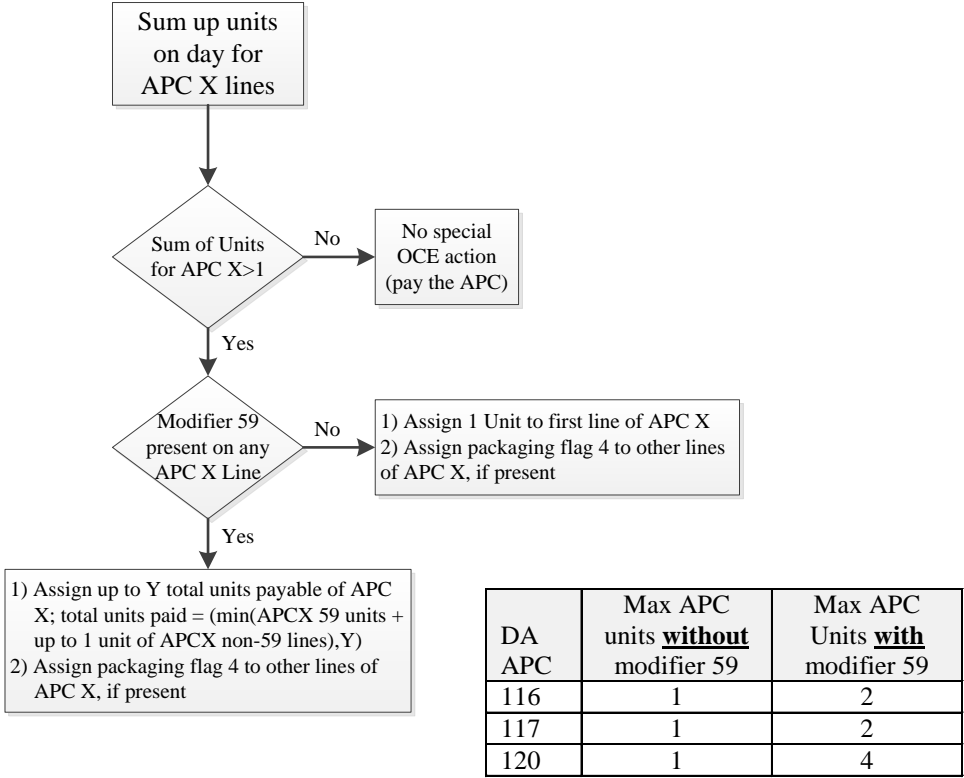 Sum up units
on day for
APC X lines
Sum of Units
for APC X>1
No
No special
OCE action
(pay the APC)
Yes
Modifier 59
present on any
APC X Line
No
1) Assign 1 Unit to first line of APC X
2) Assign packaging flag 4 to other lines
of APC X, if present
Yes
1) Assign up to Y total units payable of APC
X; total units paid = (min(APCX 59 units +
up to 1 unit of APCX non-59 lines),Y)
2) Assign packaging flag 4 to other lines of
APC X, if present
DA
APC
Max APC
units without
modifier 59
Max APC
Units with
modifier 59
116 1 2
117 1 2
120 1 4